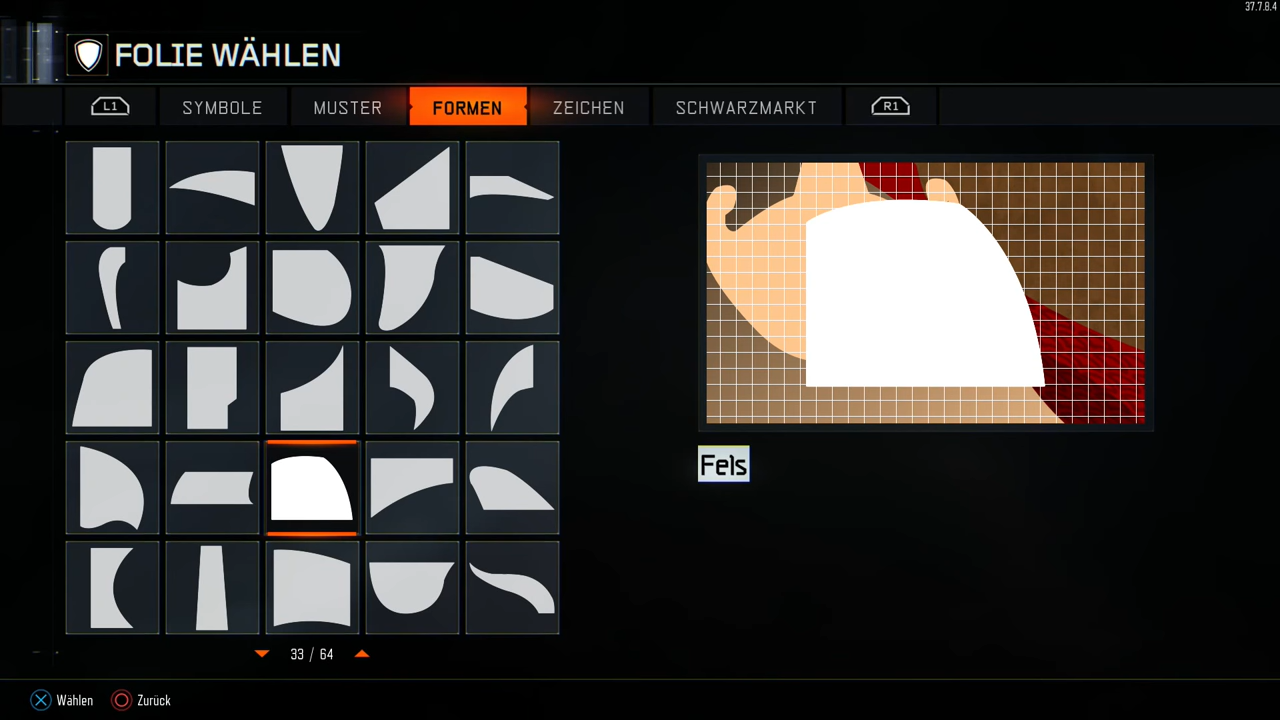 37.7.8.4
FOLIE WÄHLEN
L1 SYMBOLE MUSTER FORMEN ZEICHEN SCHWARZMARKT R1
Fels
33 / 64
Wählen Zurück